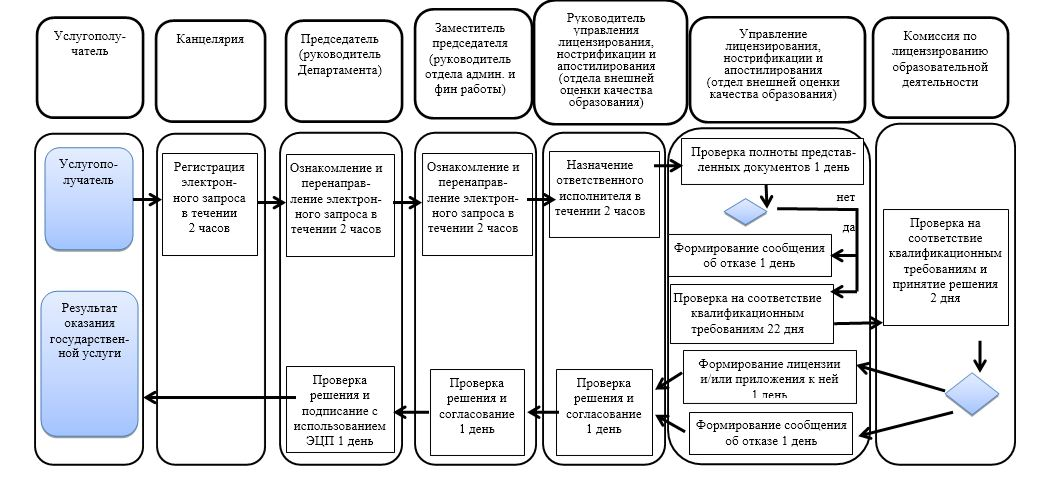 Услугополу-
чатель
Канцелярия
Председатель
(руководитель
Департамента)
Заместитель
председателя
(руководитель
отдела админ. и
фин работы)
Руководитель
управления
лицензирования,
нострификации и
апостилирования
(отдела внешней
оценки качества
образования)
Управление
лицензирования,
нострификации и
апостилирования
(отдел внешней оценки
качества образования)
Комиссия по
лицензированию
образовательной
деятельности
Услугопо-
лучатель
Регистрация
электрон-
ного запроса
в течении
2 часов
Ознакомление и
перенаправ-
ление электрон-
ного запроса в
течении 2 часов
Ознакомление и
перенаправ-
ление электрон-
ного запроса в
течении 2 часов
Назначение
ответственного
исполнителя в
течении 2 часов
Проверка полноты представ-
ленных документов 1 день
нет
да
Формирование сообщения
об отказе 1 день
Проверка на соответствие
квалификационным
требованиям 22 дня
Проверка на
соответствие
квалификационным
требованиям и
принятие решения
2 дня
Результат
оказания
государствен-
ной услуги
Проверка
решения и
подписание с
использованием
ЭЦП 1 день
Проверка
решения и
согласование
1 день
Проверка
решения и
согласование
1 день
Формирование лицензии
и/или приложения к ней
1 день
Формирование сообщения
об отказе 1 день